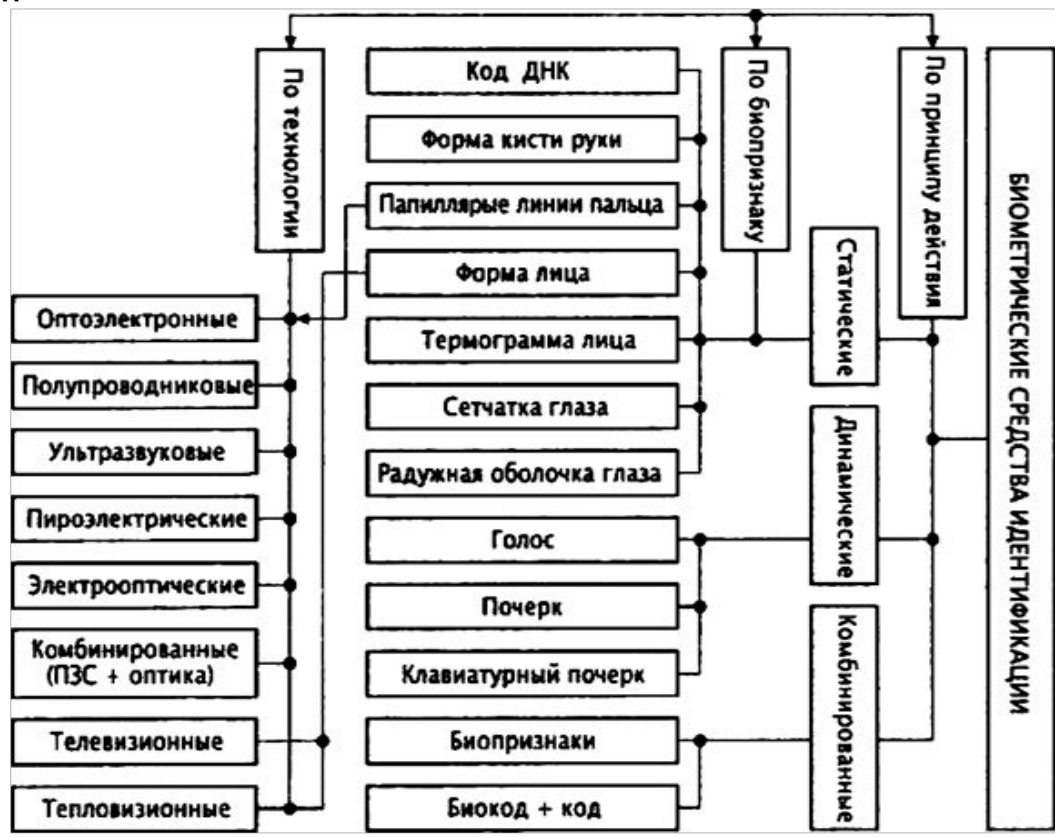 По технологии
Код ДНК
Форма кисти руки
Папиллярые линии пальца
Форма лица
Термограмма лица
Сетчатка глаза
Радужная оболочка глаза
Голос
Почерк
Клавиатурный почерк
Биопризнаки
Биокод + код
Оптоэлектронные
Полупроводниковые
Ультразвуковые
Пироэлектрические
Электрооптические
Комбинированные
(ПЗС + оптика)
Телевизионные
Тепловизионные
По биопризнаку
По принципу действия
Статические
Динамические
Комбинированные
БИОМЕТРИЧЕСКИЕ СРЕДСТВА ИДЕНТИФИКАЦИИ